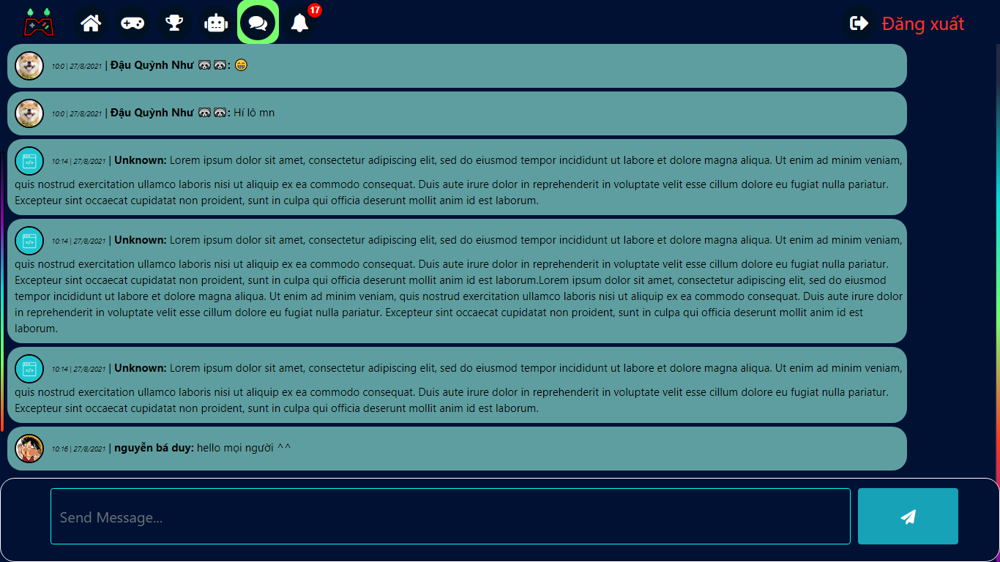 17
Đăng xuất
10:0 | 27/8/2021 | Đậu Quỳnh Như 🦝🦝: 😁
10:0 | 27/8/2021 | Đậu Quỳnh Như 🦝🦝: Hí lô mn
10:14 | 27/8/2021 | Unknown: Lorem ipsum dolor sit amet, consectetur adipiscing elit, sed do eiusmod tempor incididunt ut labore et dolore magna aliqua. Ut enim ad minim veniam,
quis nostrud exercitation ullamco laboris nisi ut aliquip ex ea commodo consequat. Duis aute irure dolor in reprehenderit in voluptate velit esse cillum dolore eu fugiat nulla pariatur.
Excepteur sint occaecat cupidatat non proident, sunt in culpa qui officia deserunt mollit anim id est laborum.
10:14 | 27/8/2021 | Unknown: Lorem ipsum dolor sit amet, consectetur adipiscing elit, sed do eiusmod tempor incididunt ut labore et dolore magna aliqua. Ut enim ad minim veniam,
quis nostrud exercitation ullamco laboris nisi ut aliquip ex ea commodo consequat. Duis aute irure dolor in reprehenderit in voluptate velit esse cillum dolore eu fugiat nulla pariatur.
Excepteur sint occaecat cupidatat non proident, sunt in culpa qui officia deserunt mollit anim id est laborum.Lorem ipsum dolor sit amet, consectetur adipiscing elit, sed do eiusmod
tempor incididunt ut labore et dolore magna aliqua. Ut enim ad minim veniam, quis nostrud exercitation ullamco laboris nisi ut aliquip ex ea commodo consequat. Duis aute irure dolor
in reprehenderit in voluptate velit esse cillum dolore eu fugiat nulla pariatur. Excepteur sint occaecat cupidatat non proident, sunt in culpa qui officia deserunt mollit anim id est
laborum.
10:14 | 27/8/2021 | Unknown: Lorem ipsum dolor sit amet, consectetur adipiscing elit, sed do eiusmod tempor incididunt ut labore et dolore magna aliqua. Ut enim ad minim veniam,
quis nostrud exercitation ullamco laboris nisi ut aliquip ex ea commodo consequat. Duis aute irure dolor in reprehenderit in voluptate velit esse cillum dolore eu fugiat nulla pariatur.
Excepteur sint occaecat cupidatat non proident, sunt in culpa qui officia deserunt mollit anim id est laborum.
10:16 | 27/8/2021 | nguyễn bá duy: hello mọi người ^^
Send Message...